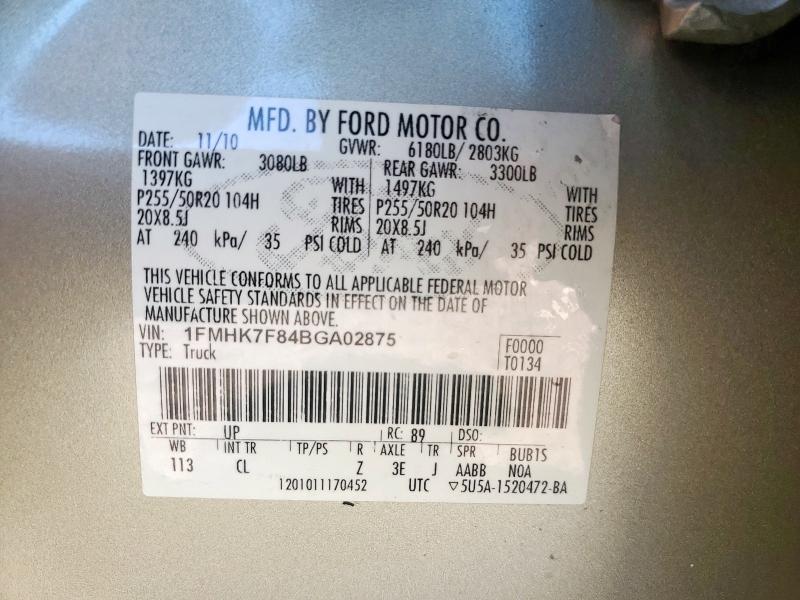 MFD. BY FORD MOTOR CO.
DATE: 11/10 GVWR: 6180LB/ 2803KG
FRONT GAWR: 3080LB REAR GAWR: 3300LB
1397KG WITH 1497KG WITH
P255/50R20 104H TIRES P255/50R20 104H TIRES
20X8.5J RIMS 20X8.5J RIMS
AT 240 kPa/ 35 PSI COLD AT 240 kPa/ 35 PSI COLD
THIS VEHICLE CONFORMS TO ALL APPLICABLE FEDERAL MOTOR
VEHICLE SAFETY STANDARDS IN EFFECT ON THE DATE OF
MANUFACTURE SHOWN ABOVE.
VIN: 1FMHK7F84BGA02875
TYPE: Truck
F0000
T0134
EXT PNT: UP RC: 89 DSO:
WB INT TR TP/PS R AXLE TR SPR BUB1S
113 CL Z 3E J AABB NOA
1201011170452 UTC ▽5U5A-1520472-BA